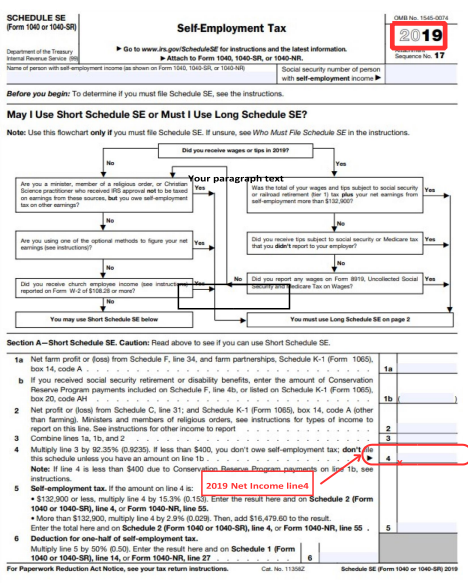 SCHEDULE SE
(Form 1040 or 1040-SR)
Department of the Treasury
Internal Revenue Service (99)
Self-Employment Tax
▶ Go to www.irs.gov/ScheduleSE for instructions and the latest information.
▶ Attach to Form 1040, 1040-SR, or 1040-NR.
OMB No. 1545-0074
2019
Attachment
Sequence No. 17
Name of person with self-employment income (as shown on Form 1040, 1040-SR, or 1040-NR)
Social security number of person
with self-employment income ▶
Before you begin: To determine if you must file Schedule SE, see the instructions.
May I Use Short Schedule SE or Must I Use Long Schedule SE?
Note: Use this flowchart only if you must file Schedule SE. If unsure, see Who Must File Schedule SE in the instructions.
Did you receive wages or tips in 2019?
No
Yes
Your paragraph text
Are you a minister, member of a religious order, or Christian
Science practitioner who received IRS approval not to be taxed
on earnings from these sources, but you owe self-employment
tax on other earnings?
Yes
Was the total of your wages and tips subject to social security
or railroad retirement (tier 1) tax plus your net earnings from
self-employment more than $132,900?
Yes
No
No
Are you using one of the optional methods to figure your net
earnings (see instructions)?
Yes
Did you receive tips subject to social security or Medicare tax
that you didn't report to your employer?
Yes
No
No
Did you receive church employee income (see instructions)
reported on Form W-2 of $108.28 or more?
Yes
No
Did you report any wages on Form 8919, Uncollected Social
Security and Medicare Tax on Wages?
Yes
No
You may use Short Schedule SE below
You must use Long Schedule SE on page 2
Section A—Short Schedule SE. Caution: Read above to see if you can use Short Schedule SE.
1a Net farm profit or (loss) from Schedule F, line 34, and farm partnerships, Schedule K-1 (Form 1065),
box 14, code A 1a
b If you received social security retirement or disability benefits, enter the amount of Conservation
Reserve Program payments included on Schedule F, line 4b, or listed on Schedule K-1 (Form 1065),
box 20, code AH 1b ( )
2 Net profit or (loss) from Schedule C, line 31; and Schedule K-1 (Form 1065), box 14, code A (other
than farming). Ministers and members of religious orders, see instructions for types of income to
report on this line. See instructions for other income to report 2
3 Combine lines 1a, 1b, and 2 3
4 Multiply line 3 by 92.35% (0.9235). If less than $400, you don't owe self-employment tax; don't file
this schedule unless you have an amount on line 1b ▶ 4
Note: If line 4 is less than $400 due to Conservation Reserve Program payments on line 1b, see
instructions.
2019 Net Income line4
5 Self-employment tax. If the amount on line 4 is:
• $132,900 or less, multiply line 4 by 15.3% (0.153). Enter the result here and on Schedule 2 (Form
1040 or 1040-SR), line 4, or Form 1040-NR, line 55.
• More than $132,900, multiply line 4 by 2.9% (0.029). Then, add $16,479.60 to the result.
Enter the total here and on Schedule 2 (Form 1040 or 1040-SR), line 4, or Form 1040-NR, line 55 . 5
6 Deduction for one-half of self-employment tax.
Multiply line 5 by 50% (0.50). Enter the result here and on Schedule 1 (Form
1040 or 1040-SR), line 14, or Form 1040-NR, line 27 6
For Paperwork Reduction Act Notice, see your tax return instructions. Cat. No. 11358Z Schedule SE (Form 1040 or 1040-SR) 2019